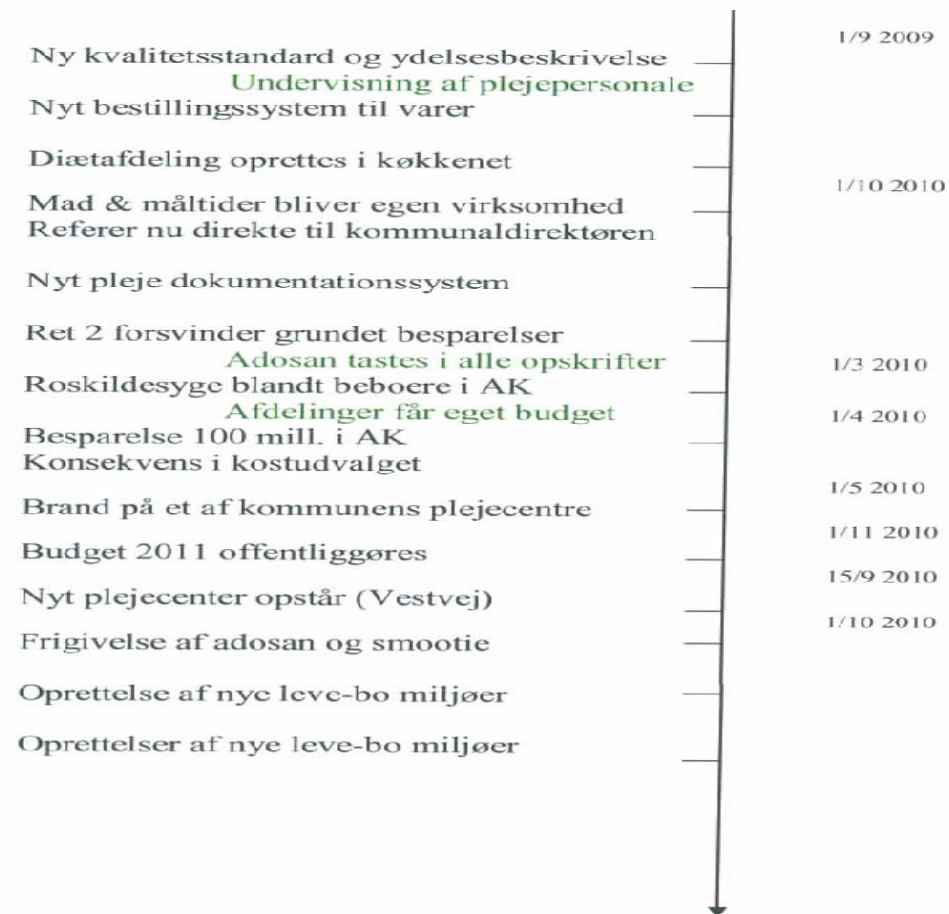 1/9 2009
Ny kvalitetsstandard og ydelsesbeskrivelse
Undervisning af plejepersonale
Nyt bestillingssystem til varer
Diætafdeling oprettes i køkkenet
1/10 2010
Mad & måltider bliver egen virksomhed
Referer nu direkte til kommunaldirektøren
Nyt pleje dokumentationssystem
Ret 2 forsvinder grundet besparelser
Adosan tastes i alle opskrifter
1/3 2010
Roskildesyge blandt beboere i AK
Afdelinger får eget budget
1/4 2010
Besparelse 100 mill. i AK
Konsekvens i kostudvalget
1/5 2010
Brand på et af kommunens plejecentre
1/11 2010
Budget 2011 offentliggøres
15/9 2010
Nyt plejecenter opstår (Vestvej)
1/10 2010
Frigivelse af adosan og smootie
Oprettelse af nye leve-bo miljøer
Oprettelser af nye leve-bo miljøer